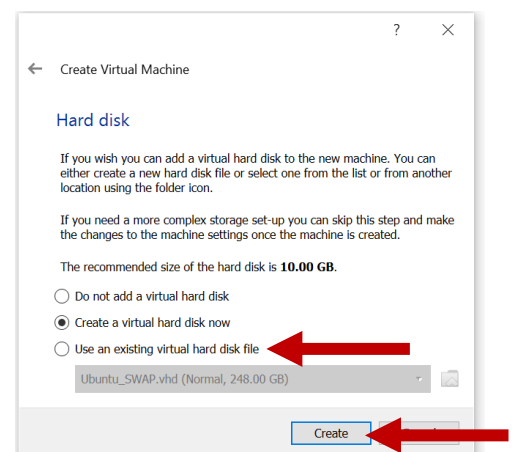 ?
Create Virtual Machine
Hard disk
If you wish you can add a virtual hard disk to the new machine. You can
either create a new hard disk file or select one from the list or from another
location using the folder icon.
If you need a more complex storage set-up you can skip this step and make
the changes to the machine settings once the machine is created.
The recommended size of the hard disk is 10.00 GB.
Do not add a virtual hard disk
Create a virtual hard disk now
Use an existing virtual hard disk file
Ubuntu_SWAP.vhd (Normal, 248.00 GB)
Create